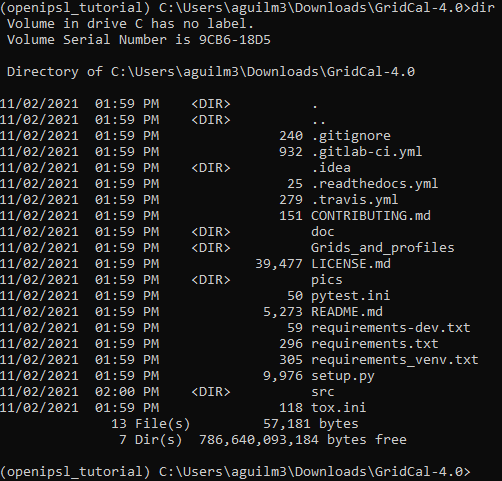 (openipsl_tutorial) C:\Users\aguilm3\Downloads\GridCal-4.0>dir
 Volume in drive C has no label.
 Volume Serial Number is 9CB6-18D5

 Directory of C:\Users\aguilm3\Downloads\GridCal-4.0

11/02/2021  01:59 PM    <DIR>          .
11/02/2021  01:59 PM    <DIR>          ..
11/02/2021  01:59 PM               240 .gitignore
11/02/2021  01:59 PM               932 .gitlab-ci.yml
11/02/2021  01:59 PM    <DIR>          .idea
11/02/2021  01:59 PM                25 .readthedocs.yml
11/02/2021  01:59 PM               279 .travis.yml
11/02/2021  01:59 PM               151 CONTRIBUTING.md
11/02/2021  01:59 PM    <DIR>          doc
11/02/2021  01:59 PM    <DIR>          Grids_and_profiles
11/02/2021  01:59 PM            39,477 LICENSE.md
11/02/2021  01:59 PM    <DIR>          pics
11/02/2021  01:59 PM                50 pytest.ini
11/02/2021  01:59 PM             5,273 README.md
11/02/2021  01:59 PM                59 requirements-dev.txt
11/02/2021  01:59 PM               296 requirements.txt
11/02/2021  01:59 PM               305 requirements_venv.txt
11/02/2021  01:59 PM             9,976 setup.py
11/02/2021  02:00 PM    <DIR>          src
11/02/2021  01:59 PM               118 tox.ini
              13 File(s)         57,181 bytes
               7 Dir(s)  786,640,093,184 bytes free

(openipsl_tutorial) C:\Users\aguilm3\Downloads\GridCal-4.0>